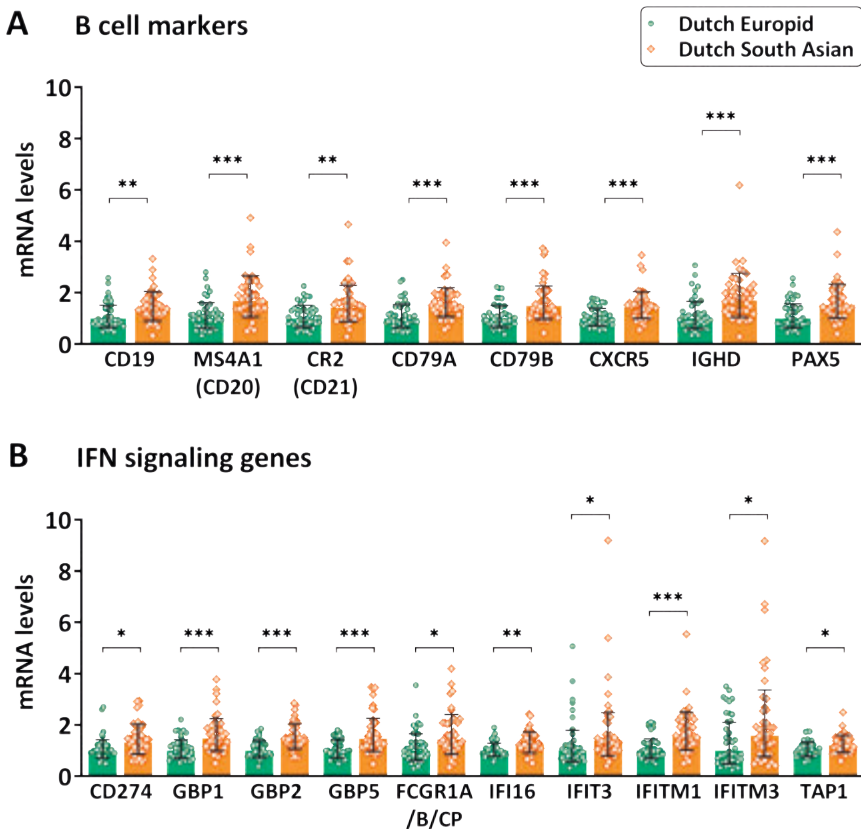 A B cell markers
Dutch Europid
Dutch South Asian
mRNA levels
10
8
6
4
2
0
** *** ** *** *** *** *** ***
CD19 MS4A1 CR2 CD79A CD79B CXCR5 IGHD PAX5
(CD20) (CD21)
B IFN signaling genes
mRNA levels
10
8
6
4
2
0
* *** *** *** * ** * *** * *
CD274 GBP1 GBP2 GBP5 FCGR1A IFI16 IFIT3 IFITM1 IFITM3 TAP1
/B/CP